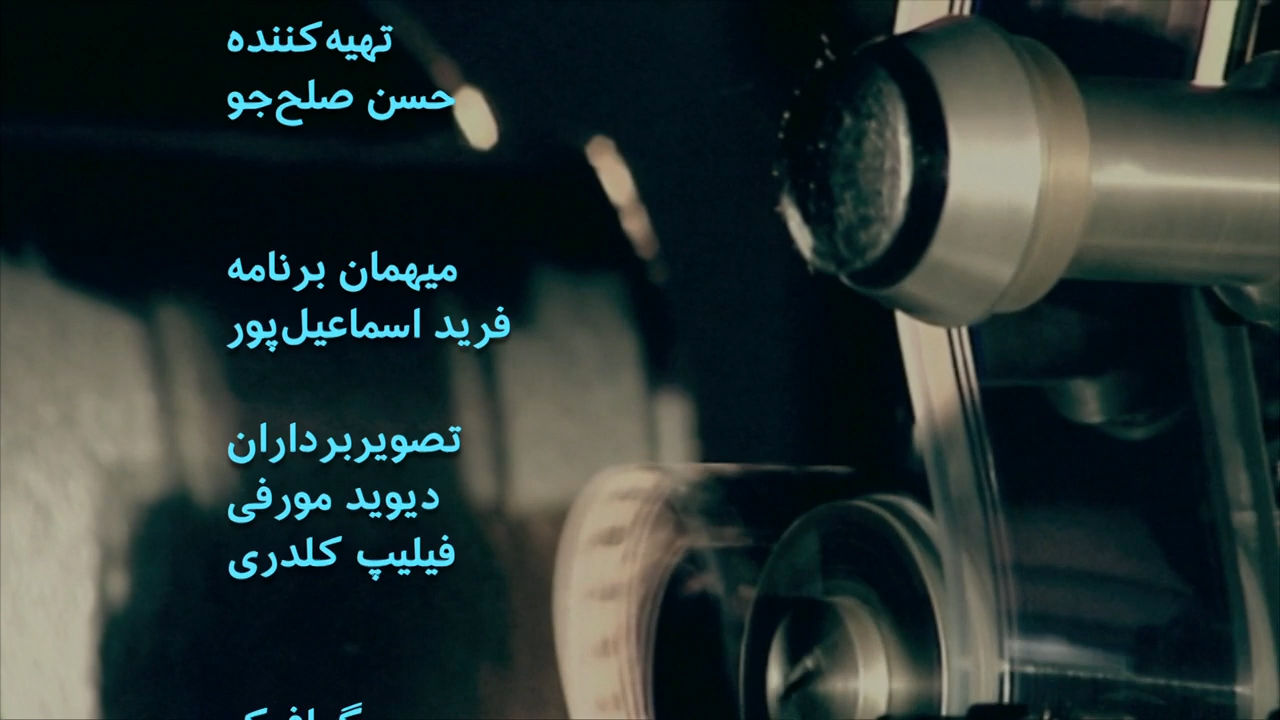 تهیه‌کننده
حسن صلح‌جو
میهمان برنامه
فرید اسماعیل‌پور
تصویربرداران
دیوید مورفی
فیلیپ کلدری